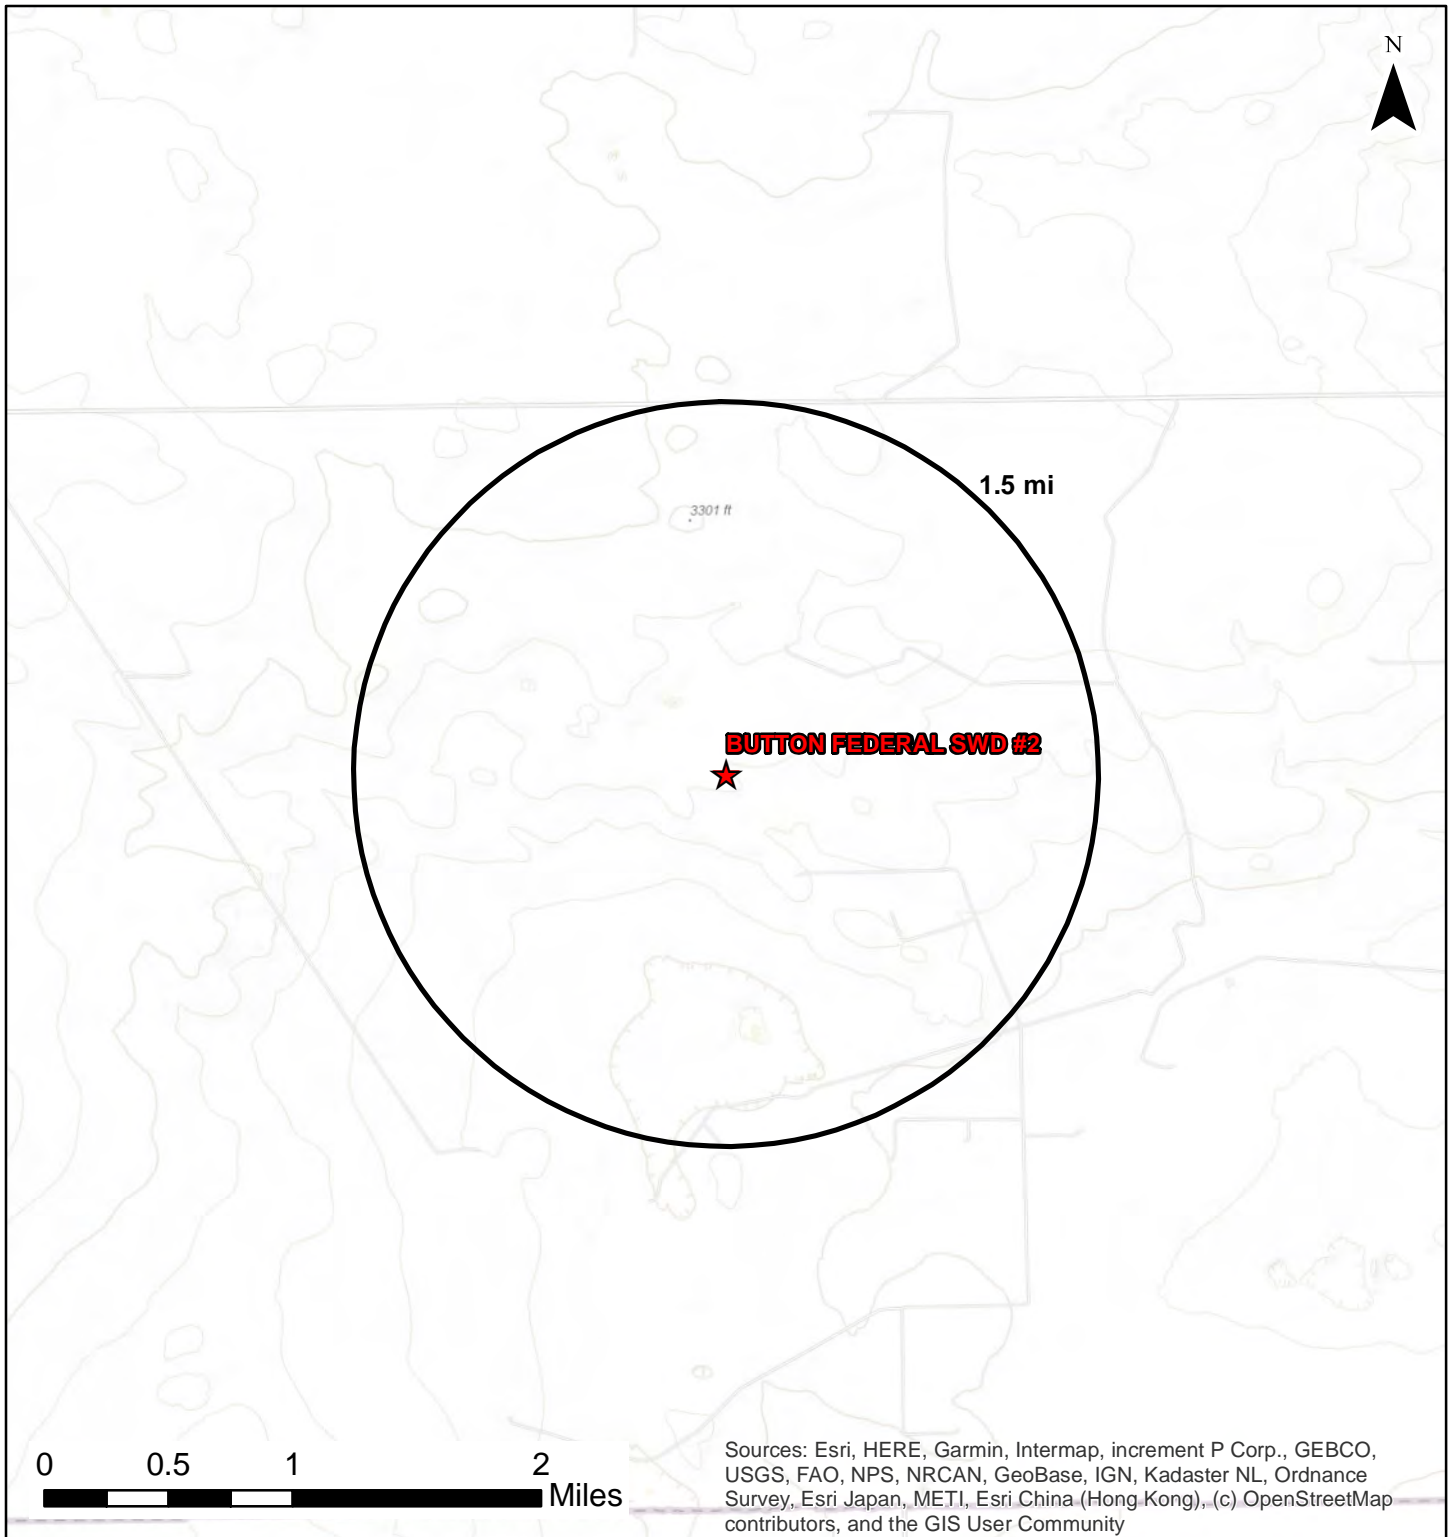 N
1.5 mi
3301 ft
BUTTON FEDERAL SWD #2
0 0.5 1 2
Miles
Sources: Esri, HERE, Garmin, Intermap, increment P Corp., GEBCO,
USGS, FAO, NPS, NRCAN, GeoBase, IGN, Kadaster NL, Ordnance
Survey, Esri Japan, METI, Esri China (Hong Kong), (c) OpenStreetMap
contributors, and the GIS User Community